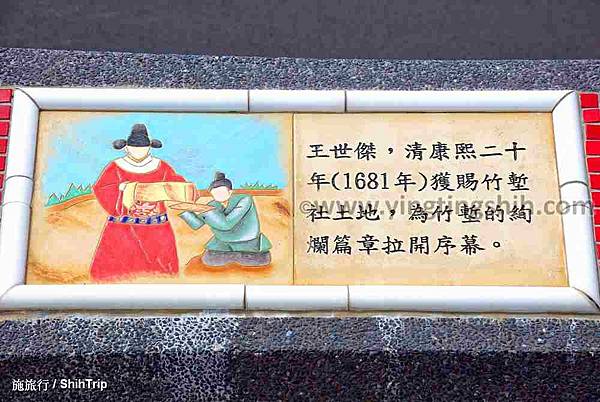 王世傑，清康熙二十
年(1681年)獲賜竹塹
社土地，為竹塹的絢
爛篇章拉開序幕。
©www.yingtingshih.com
施旅行 / ShihTrip